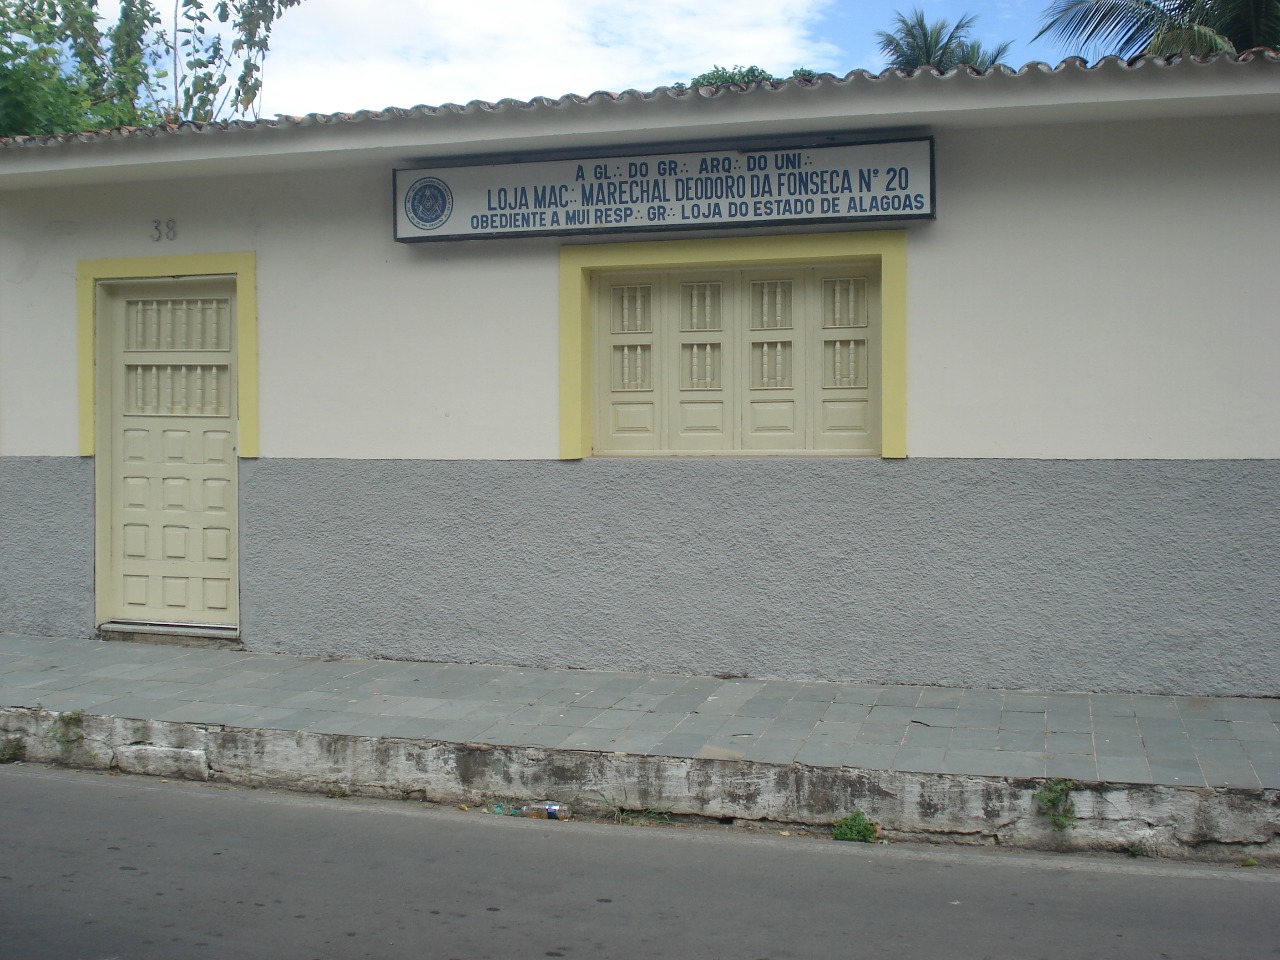 A GL∴ DO GR∴ ARQ∴ DO UNI∴
LOJA MAC∴ MARECHAL DEODORO DA FONSECA Nº 20
OBEDIENTE A MUI RESP∴ GR∴ LOJA DO ESTADO DE ALAGOAS
38